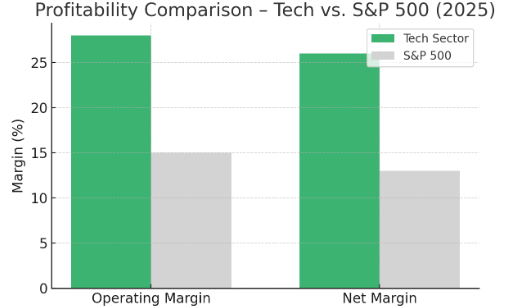 Profitability Comparison – Tech vs. S&P 500 (2025)
Tech Sector
S&P 500
Margin (%)
25
20
15
10
5
0
Operating Margin
Net Margin